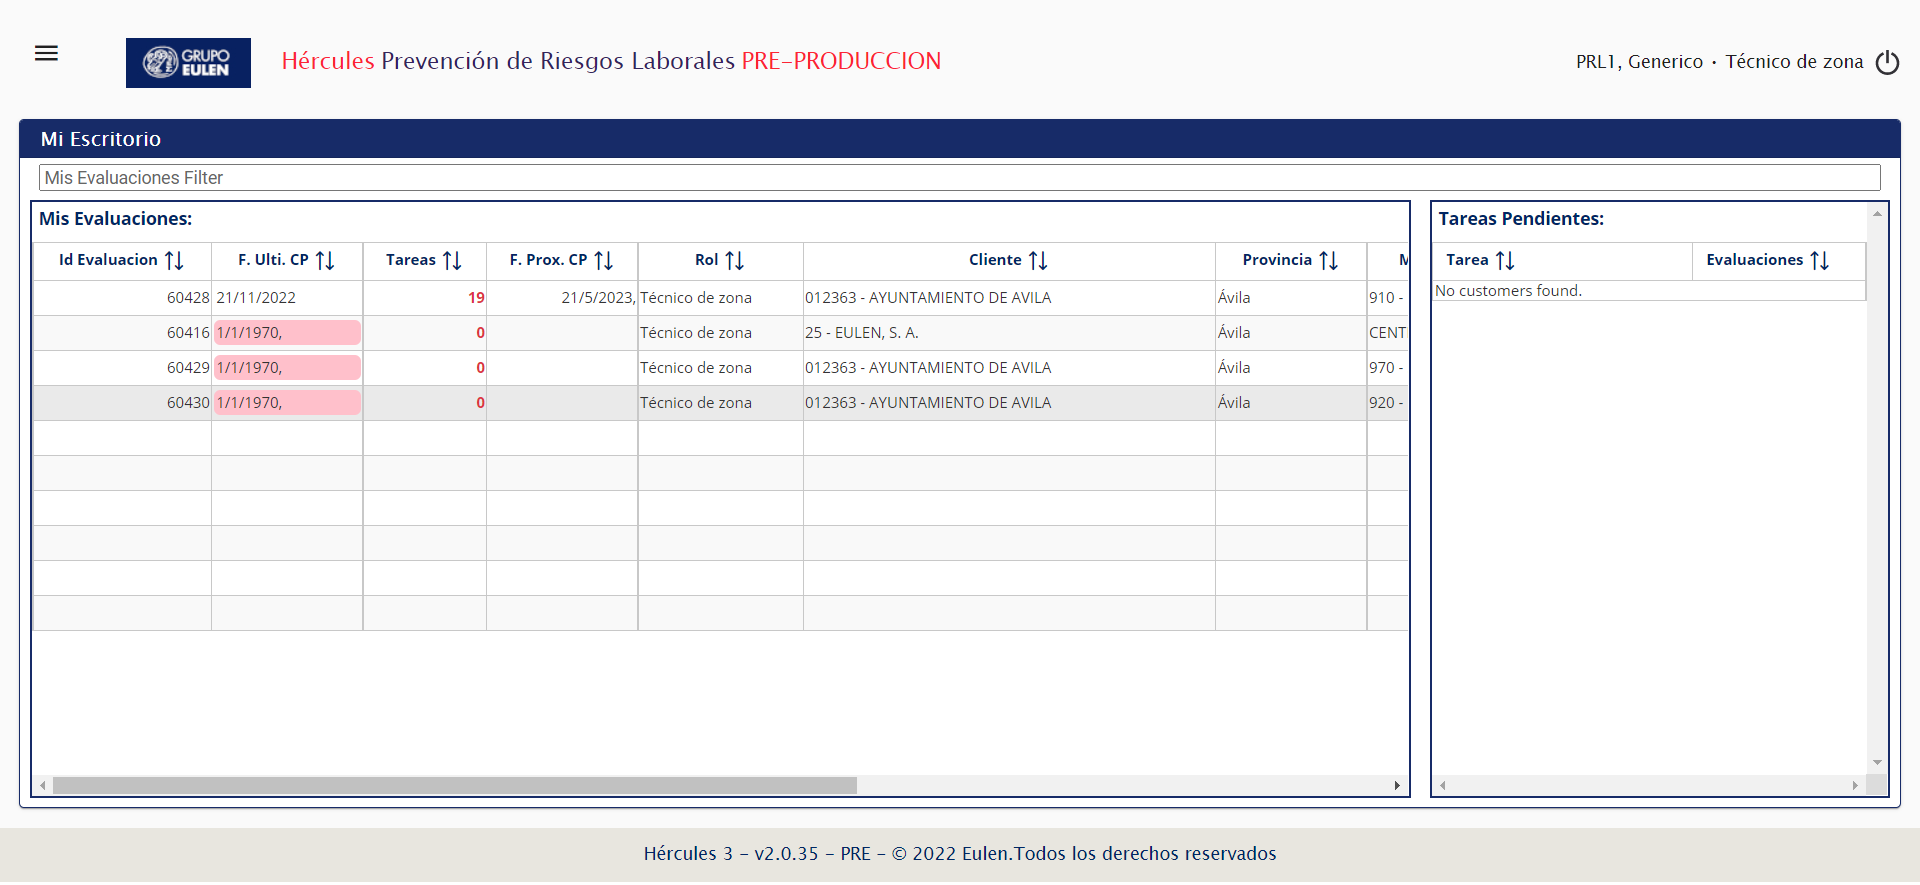 GRUPO
EULEN
Hércules Prevención de Riesgos Laborales PRE-PRODUCCION
PRL1, Generico · Técnico de zona
Mi Escritorio
Mis Evaluaciones Filter
Mis Evaluaciones:
Id Evaluacion F. Ulti. CP Tareas F. Prox. CP Rol Cliente Provincia M
60428 21/11/2022 19 21/5/2023, Técnico de zona 012363 - AYUNTAMIENTO DE AVILA Ávila 910 -
60416 1/1/1970, 0 Técnico de zona 25 - EULEN, S. A. Ávila CENT
60429 1/1/1970, 0 Técnico de zona 012363 - AYUNTAMIENTO DE AVILA Ávila 970 -
60430 1/1/1970, 0 Técnico de zona 012363 - AYUNTAMIENTO DE AVILA Ávila 920 -
Tareas Pendientes:
Tarea Evaluaciones
No customers found.
Hércules 3 - v2.0.35 - PRE - © 2022 Eulen.Todos los derechos reservados